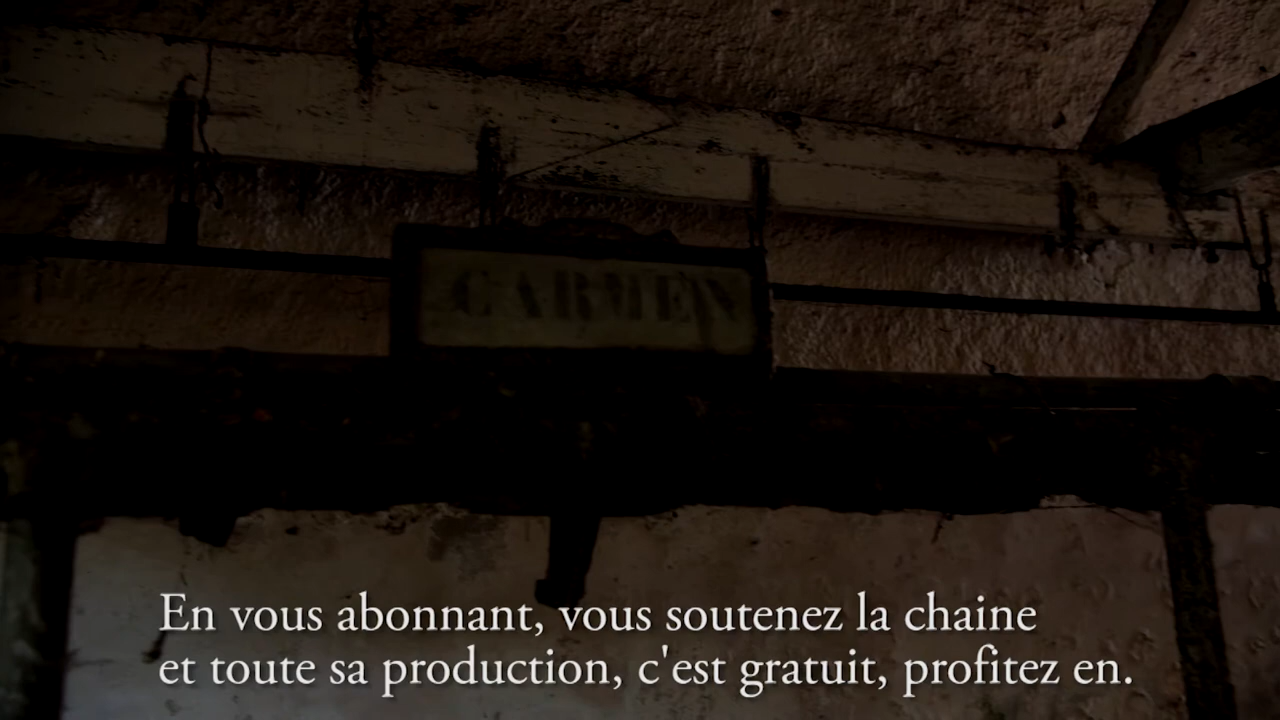 CARMEN
En vous abonnant, vous soutenez la chaine
et toute sa production, c'est gratuit, profitez en.